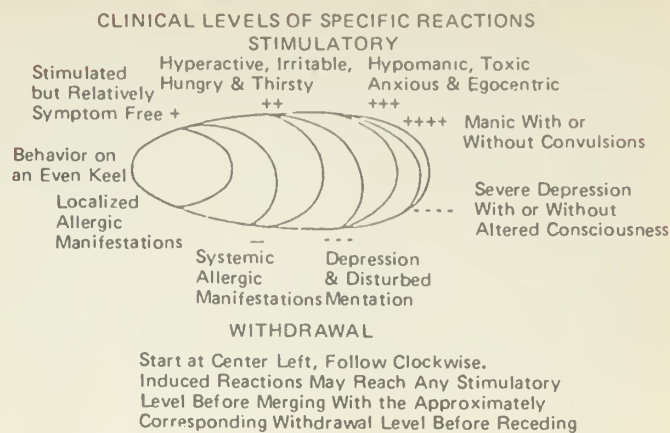 CLINICAL LEVELS OF SPECIFIC REACTIONS
STIMULATORY
Stimulated
but Relatively
Symptom Free +
Hyperactive, Irritable,
Hungry & Thirsty
++
Hypomanic, Toxic
Anxious & Egocentric
+++
++++ Manic With or
Without Convulsions
Behavior on
an Even Keel
Localized
Allergic
Manifestations
Severe Depression
---- With or Without
Altered Consciousness
—
Systemic
Allergic
Manifestations
---
Depression
& Disturbed
Mentation
WITHDRAWAL
Start at Center Left, Follow Clockwise.
Induced Reactions May Reach Any Stimulatory
Level Before Merging With the Approximately
Corresponding Withdrawal Level Before Receding